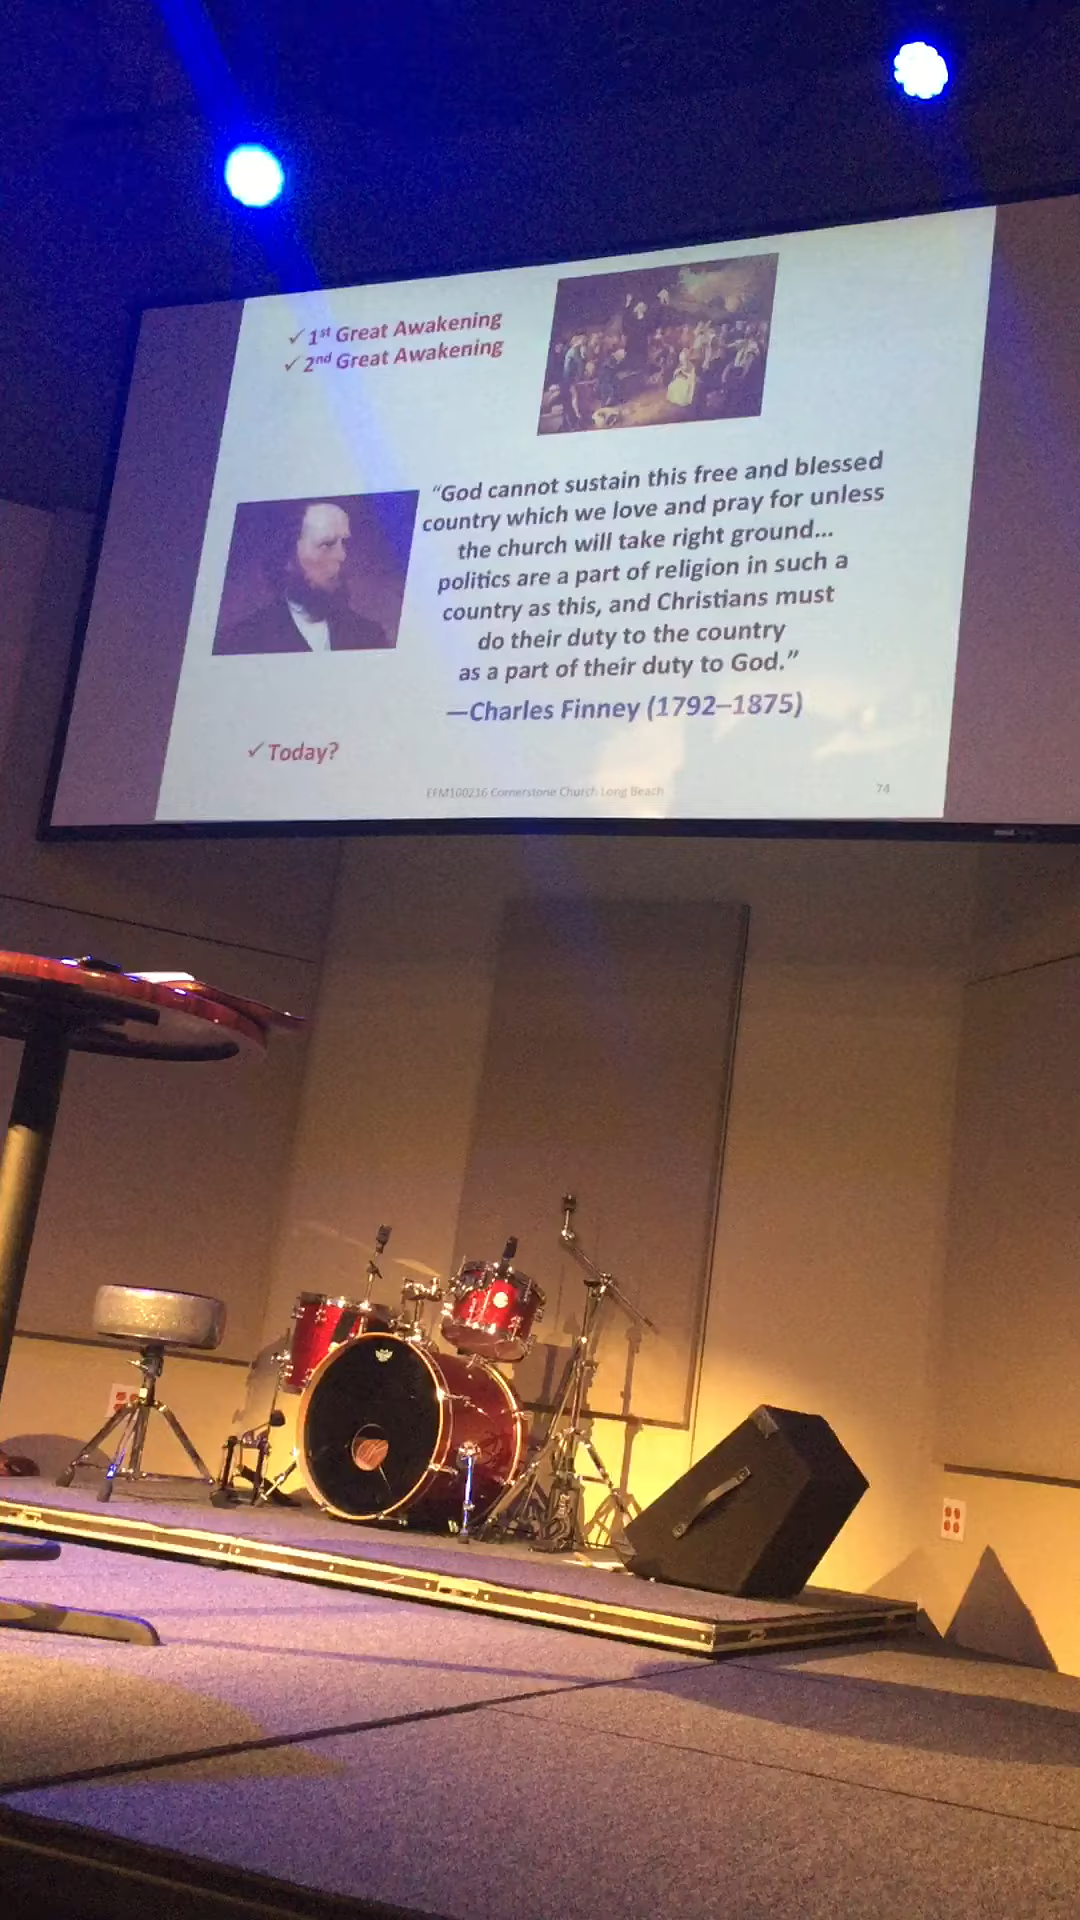 ✓ 1st Great Awakening
✓ 2nd Great Awakening
“God cannot sustain this free and blessed
country which we love and pray for unless
the church will take right ground...
politics are a part of religion in such a
country as this, and Christians must
do their duty to the country
as a part of their duty to God.”
—Charles Finney (1792–1875)
✓ Today?
EFM100216 Cornerstone Church Long Beach
74